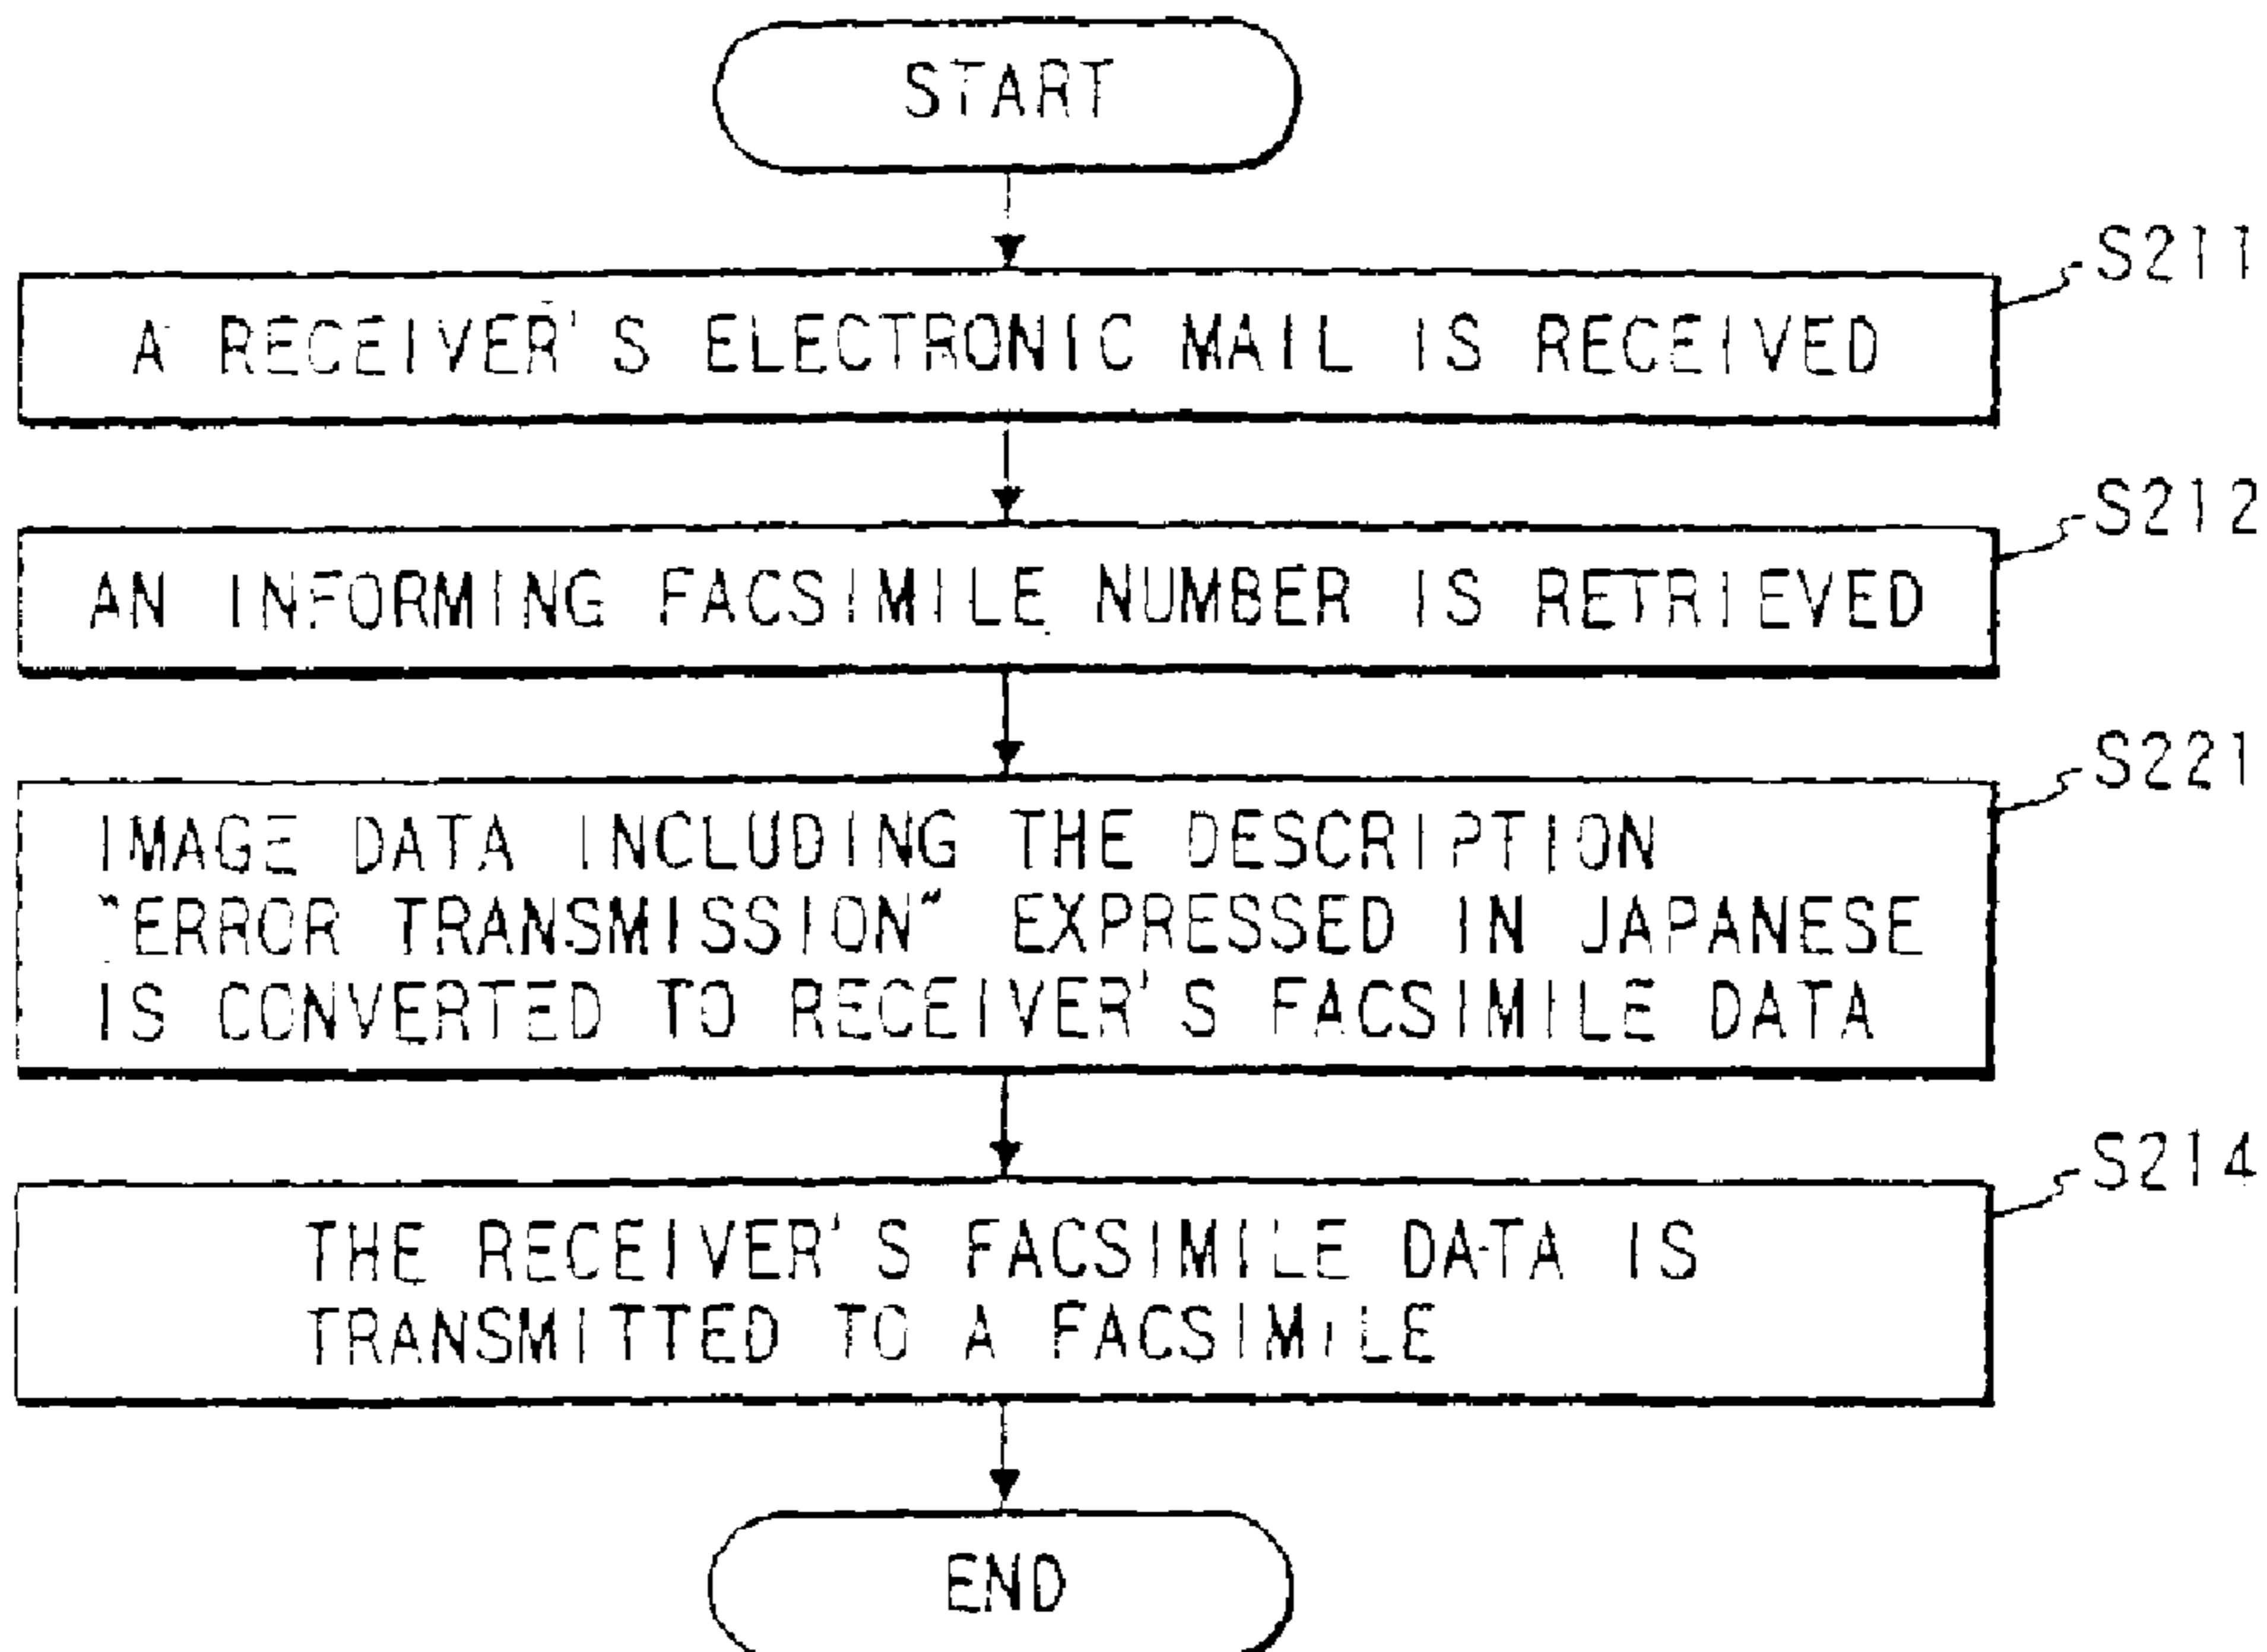 START
S211
A RECEIVER'S ELECTRONIC MAIL IS RECEIVED
S212
AN INFORMING FACSIMILE NUMBER IS RETRIEVED
S221
IMAGE DATA INCLUDING THE DESCRIPTION
"ERROR TRANSMISSION" EXPRESSED IN JAPANESE
IS CONVERTED TO RECEIVER'S FACSIMILE DATA
S214
THE RECEIVER'S FACSIMILE DATA IS
TRANSMITTED TO A FACSIMILE
END